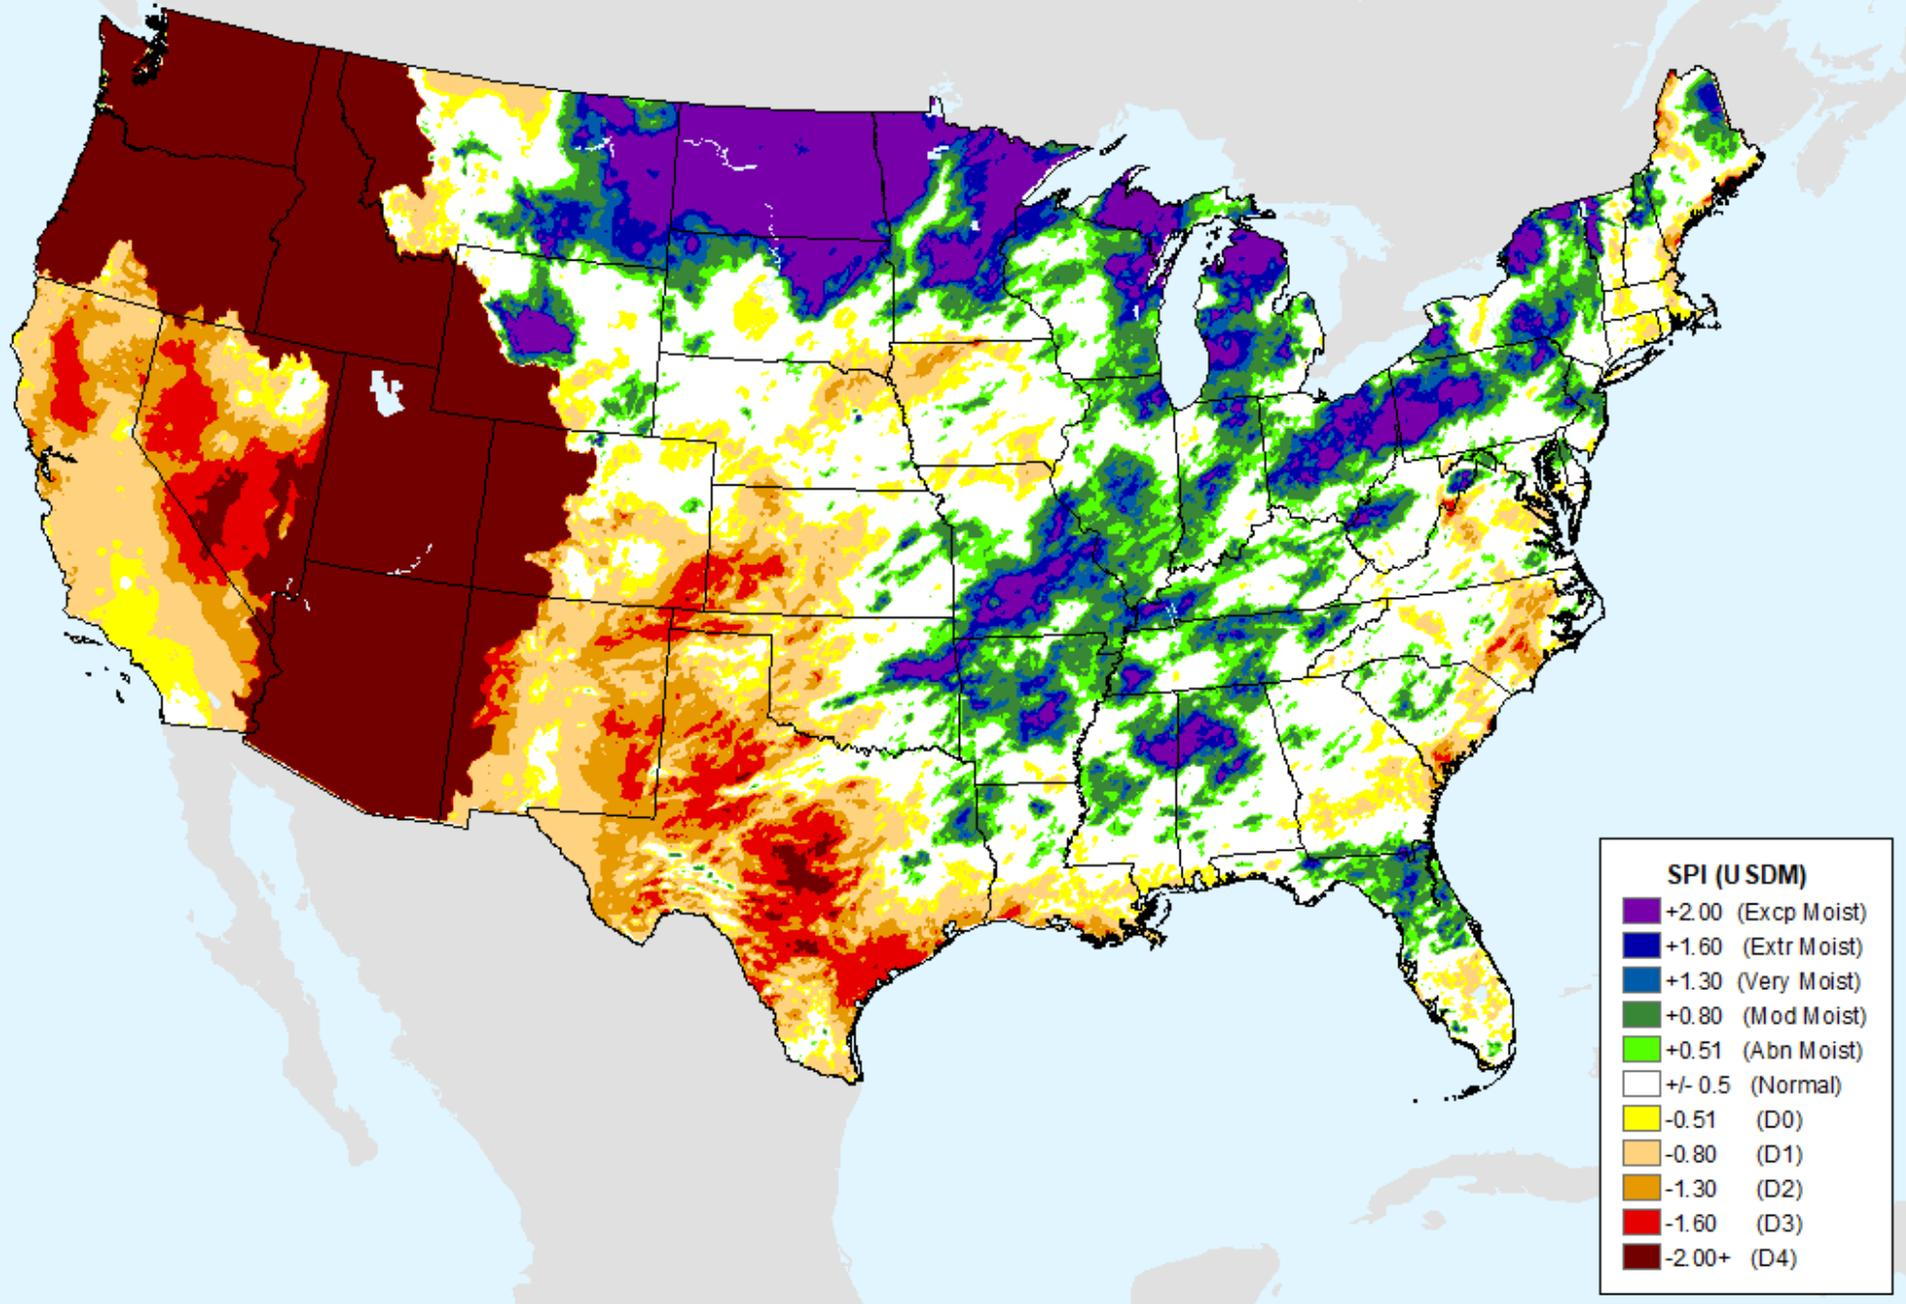 SPI (USDM)
+2.00 (Excp Moist)
+1.60 (Extr Moist)
+1.30 (Very Moist)
+0.80 (Mod Moist)
+0.51 (Abn Moist)
+/- 0.5 (Normal)
-0.51 (D0)
-0.80 (D1)
-1.30 (D2)
-1.60 (D3)
-2.00+ (D4)